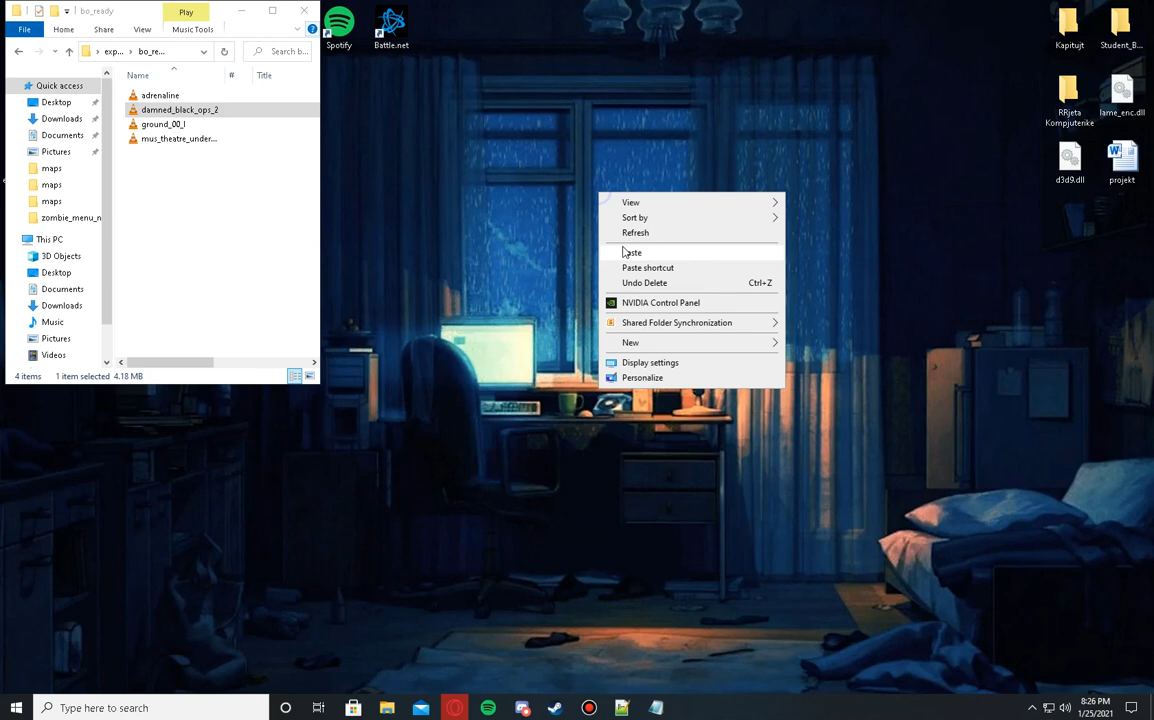 bo_ready
Play
File
Home
Share
View
Music Tools
exp...
bo_re...
Search b...
Name
#
Title
Quick access
Desktop
Downloads
Documents
Pictures
maps
maps
maps
zombie_menu_n
This PC
3D Objects
Desktop
Documents
Downloads
Music
Pictures
Videos
adrenaline
damned_black_ops_2
ground_00_l
mus_theatre_under...
4 items
1 item selected 4.18 MB
Spotify
Battle.net
Kapitujt
Student_B...
RRjeta Kompjuterike
lame_enc.dll
d3d9.dll
projekt
View
Sort by
Refresh
Paste shortcut
Undo Delete
Ctrl+Z
NVIDIA Control Panel
Shared Folder Synchronization
New
Display settings
Personalize
Type here to search
8:26 PM
1/25/2021